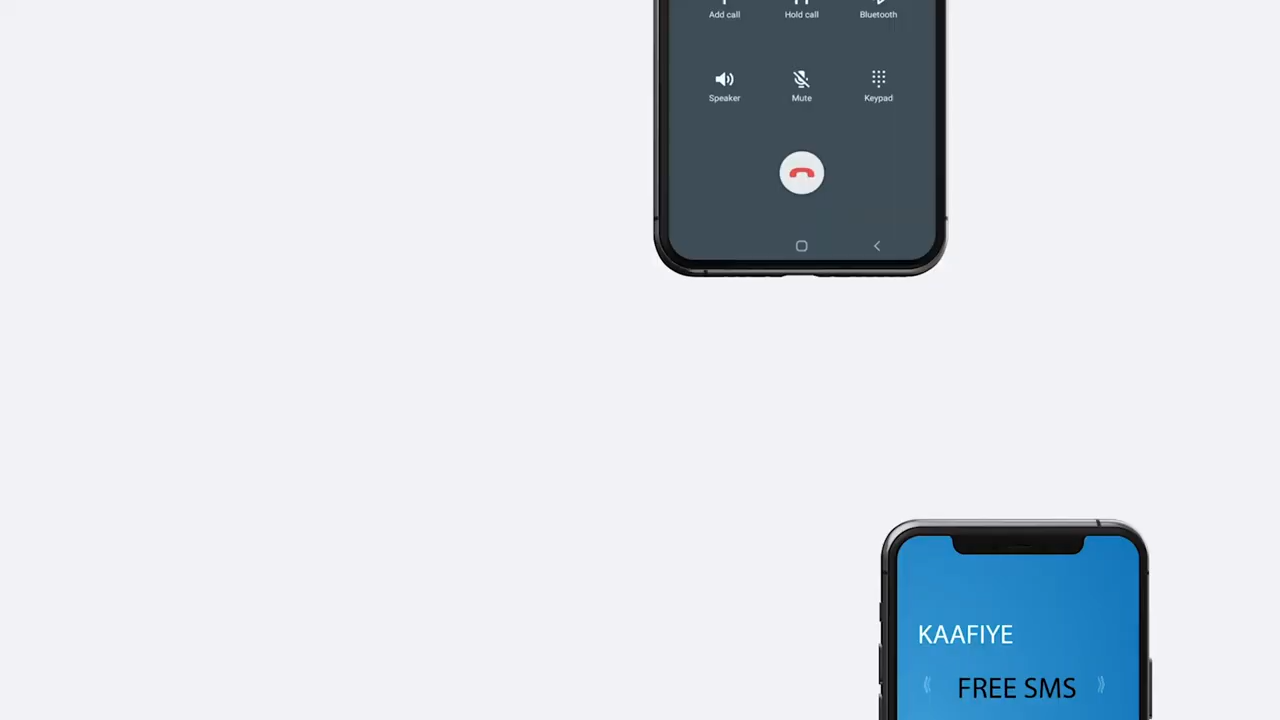 Add call Hold call Bluetooth
Speaker Mute Keypad
KAAFIYE
FREE SMS